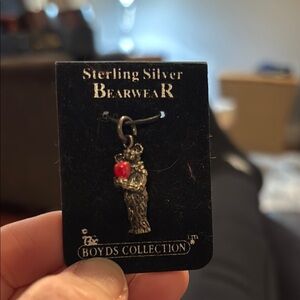 Sterling Silver
BEARWEAR
©
The
BOYDS COLLECTION LTD